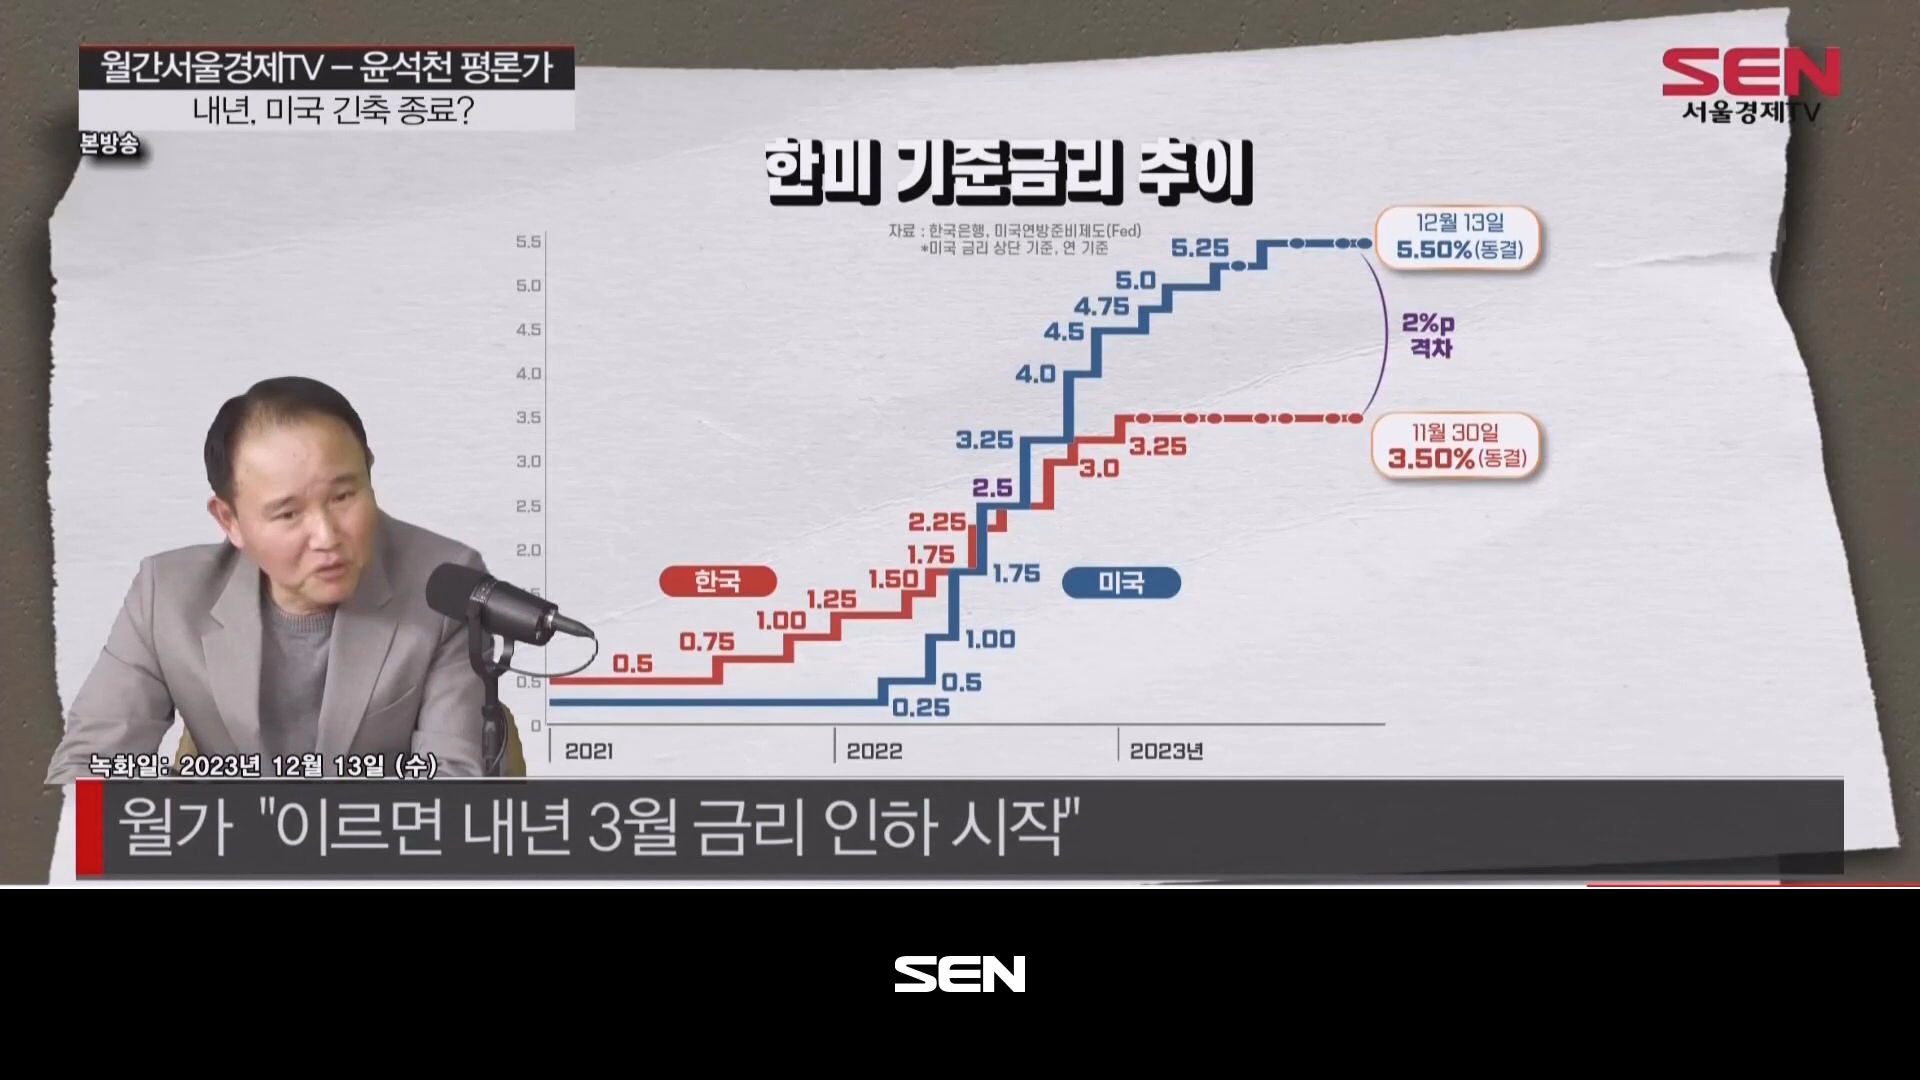 월간서울경제TV – 윤석천 평론가
내년, 미국 긴축 종료?
본방송
SEN
서울경제TV
한미 기준금리 추이
자료 : 한국은행, 미국연방준비제도(Fed)
*미국 금리 상단 기준, 연 기준
5.5
5.0
4.5
4.0
3.5
3.0
2.5
2.0
0.5
0
12월 13일
5.50%(동결)
2%p
격차
11월 30일
3.50%(동결)
5.25
5.0
4.75
4.5
4.0
3.25
2.5
1.75
1.00
0.5
0.25
미국
한국
0.5
0.75
1.00
1.25
1.50
1.75
2.25
3.0
3.25
2021
2022
2023년
녹화일: 2023년 12월 13일 (수)
월가 "이르면 내년 3월 금리 인하 시작"
SEN